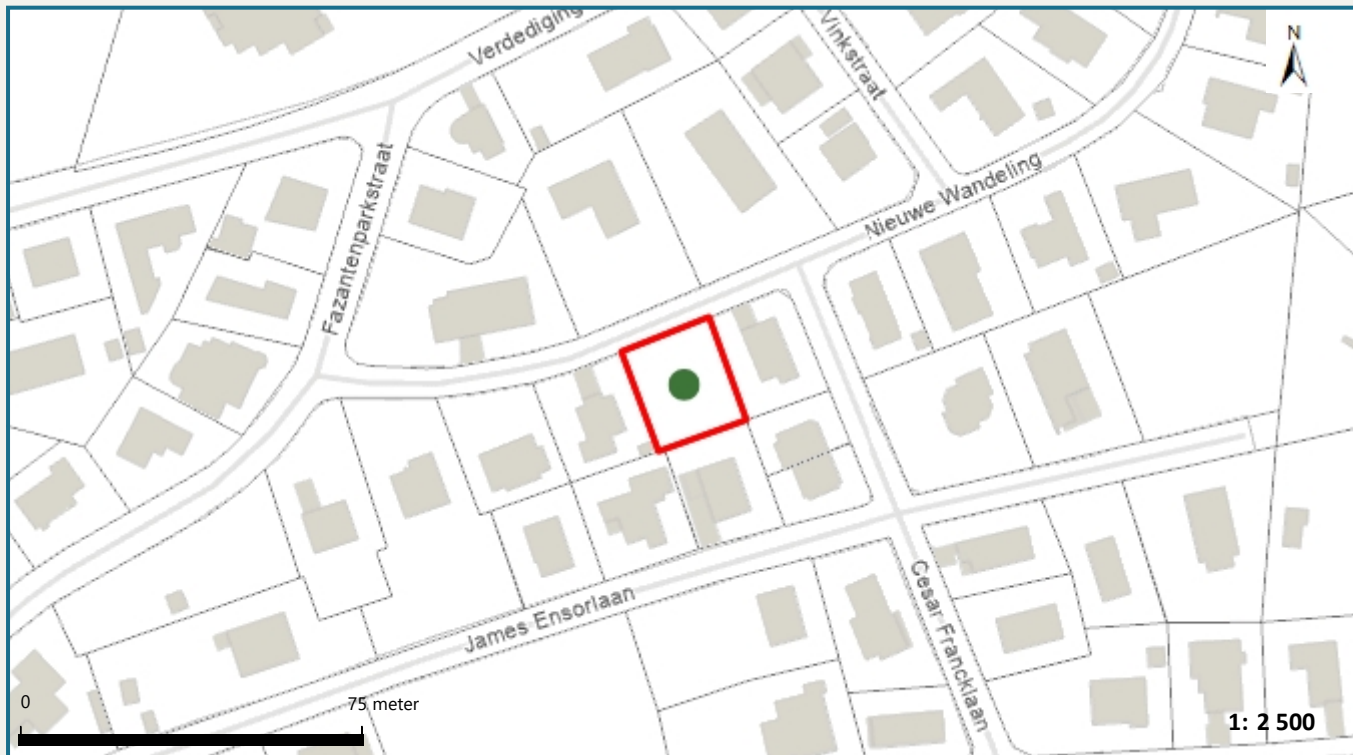 Verdediging
Vinkstraat
N
Fazantenparkstraat
Nieuwe Wandeling
James Ensorlaan
Cesar Francklaan
0
75 meter
1: 2 500